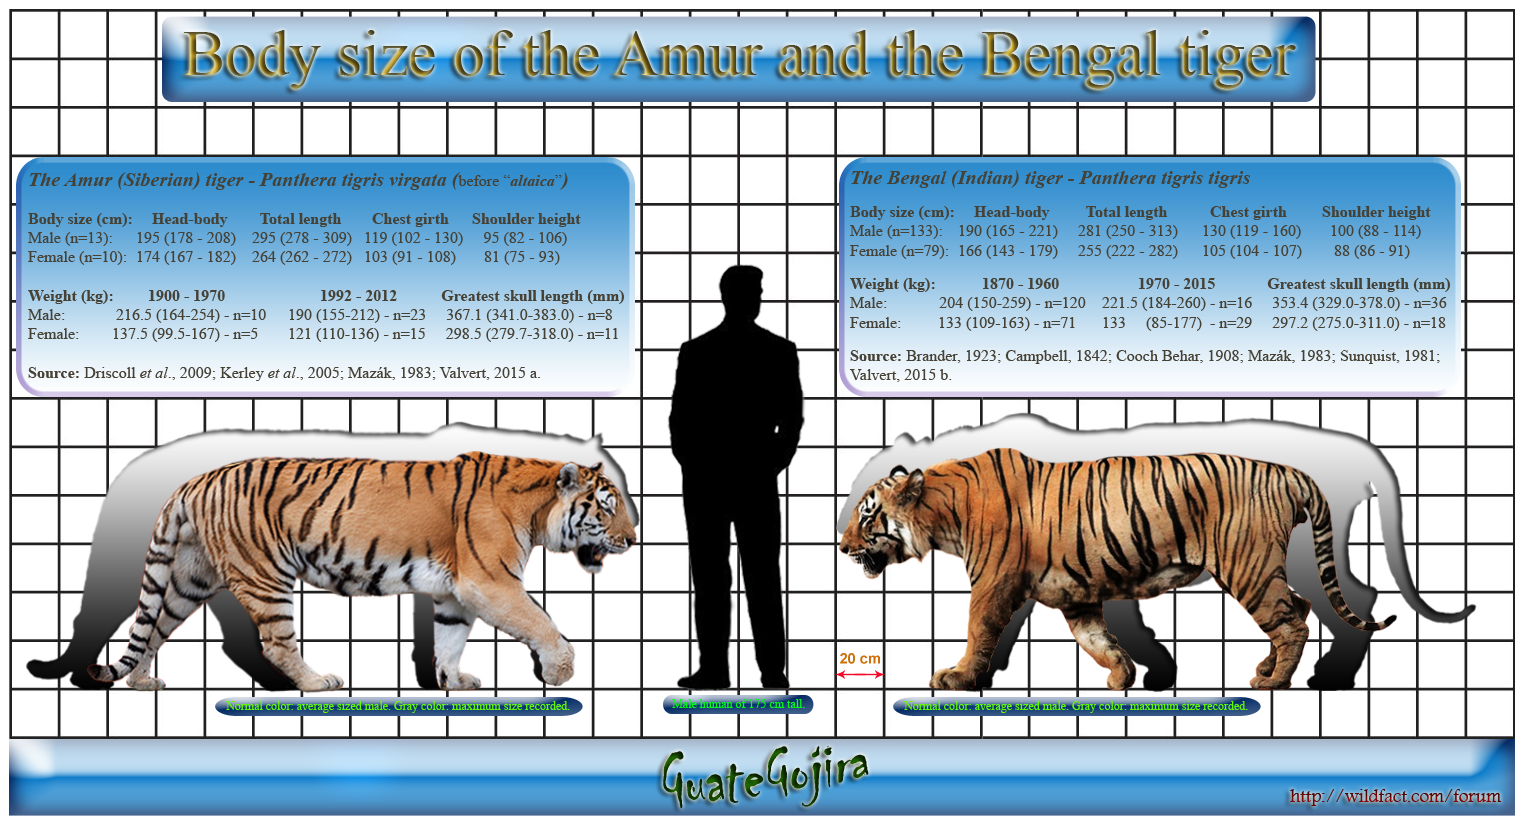 Body size of the Amur and the Bengal tiger
The Amur (Siberian) tiger - Panthera tigris virgata (before “altaica”)
Body size (cm): Head-body Total length Chest girth Shoulder height
Male (n=13): 195 (178 - 208) 295 (278 - 309) 119 (102 - 130) 95 (82 - 106)
Female (n=10): 174 (167 - 182) 264 (262 - 272) 103 (91 - 108) 81 (75 - 93)
Weight (kg): 1900 - 1970 1992 - 2012 Greatest skull length (mm)
Male: 216.5 (164-254) - n=10 190 (155-212) - n=23 367.1 (341.0-383.0) - n=8
Female: 137.5 (99.5-167) - n=5 121 (110-136) - n=15 298.5 (279.7-318.0) - n=11
Source: Driscoll et al., 2009; Kerley et al., 2005; Mazák, 1983; Valvert, 2015 a.
The Bengal (Indian) tiger - Panthera tigris tigris
Body size (cm): Head-body Total length Chest girth Shoulder height
Male (n=133): 190 (165 - 221) 281 (250 - 313) 130 (119 - 160) 100 (88 - 114)
Female (n=79): 166 (143 - 179) 255 (222 - 282) 105 (104 - 107) 88 (86 - 91)
Weight (kg): 1870 - 1960 1970 - 2015 Greatest skull length (mm)
Male: 204 (150-259) - n=120 221.5 (184-260) - n=16 353.4 (329.0-378.0) - n=36
Female: 133 (109-163) - n=71 133 (85-177) - n=29 297.2 (275.0-311.0) - n=18
Source: Brander, 1923; Campbell, 1842; Cooch Behar, 1908; Mazák, 1983; Sunquist, 1981;
Valvert, 2015 b.
20 cm
Normal color: average sized male. Gray color: maximum size recorded.
Male human of 175 cm tall.
Normal color: average sized male. Gray color: maximum size recorded.
GuateGojira
http://wildfact.com/forum